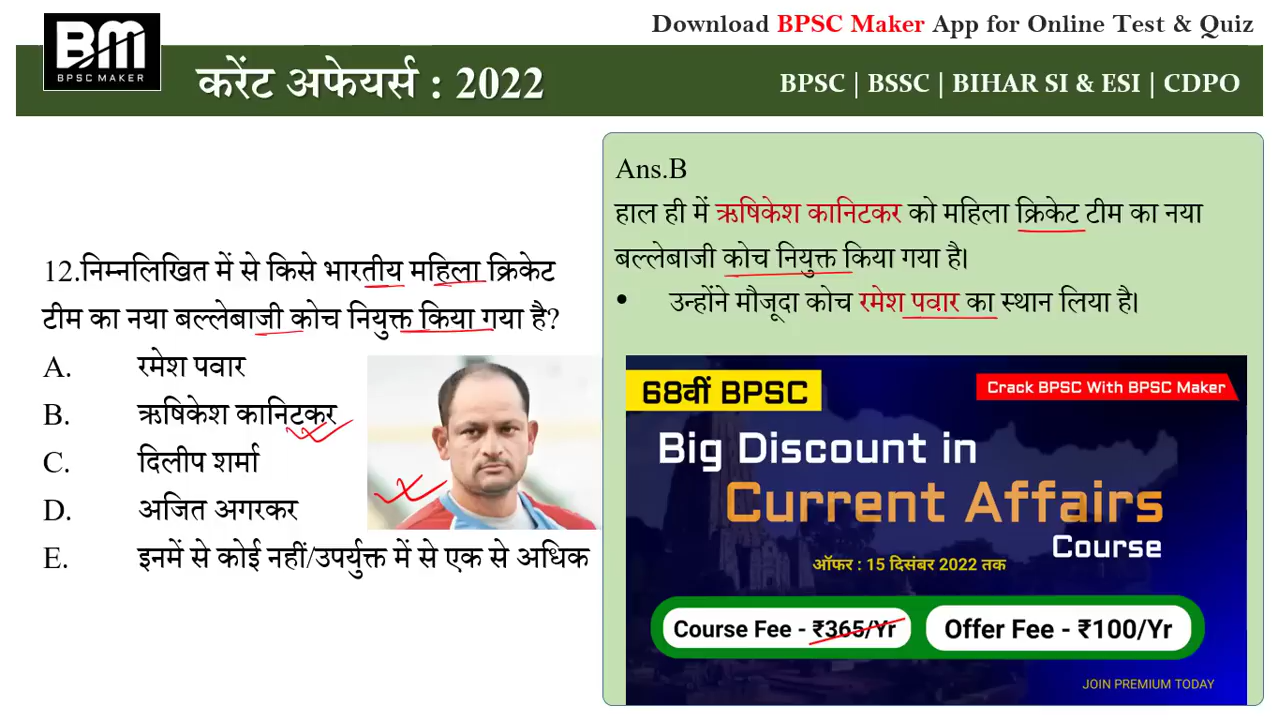 Download BPSC Maker App for Online Test & Quiz
BM
BPSC MAKER
करेंट अफेयर्स : 2022
BPSC | BSSC | BIHAR SI & ESI | CDPO
12.निम्नलिखित में से किसे भारतीय महिला क्रिकेट
टीम का नया बल्लेबाजी कोच नियुक्त किया गया है?
A. रमेश पवार
B. ऋषिकेश कानिटकर
C. दिलीप शर्मा
D. अजित अगरकर
E. इनमें से कोई नहीं/उपर्युक्त में से एक से अधिक
Ans.B
हाल ही में ऋषिकेश कानिटकर को महिला क्रिकेट टीम का नया
बल्लेबाजी कोच नियुक्त किया गया है।
• उन्होंने मौजूदा कोच रमेश पवार का स्थान लिया है।
68वीं BPSC
Crack BPSC With BPSC Maker
Big Discount in
Current Affairs
Course
ऑफर : 15 दिसंबर 2022 तक
Course Fee - ₹365/Yr
Offer Fee - ₹100/Yr
JOIN PREMIUM TODAY